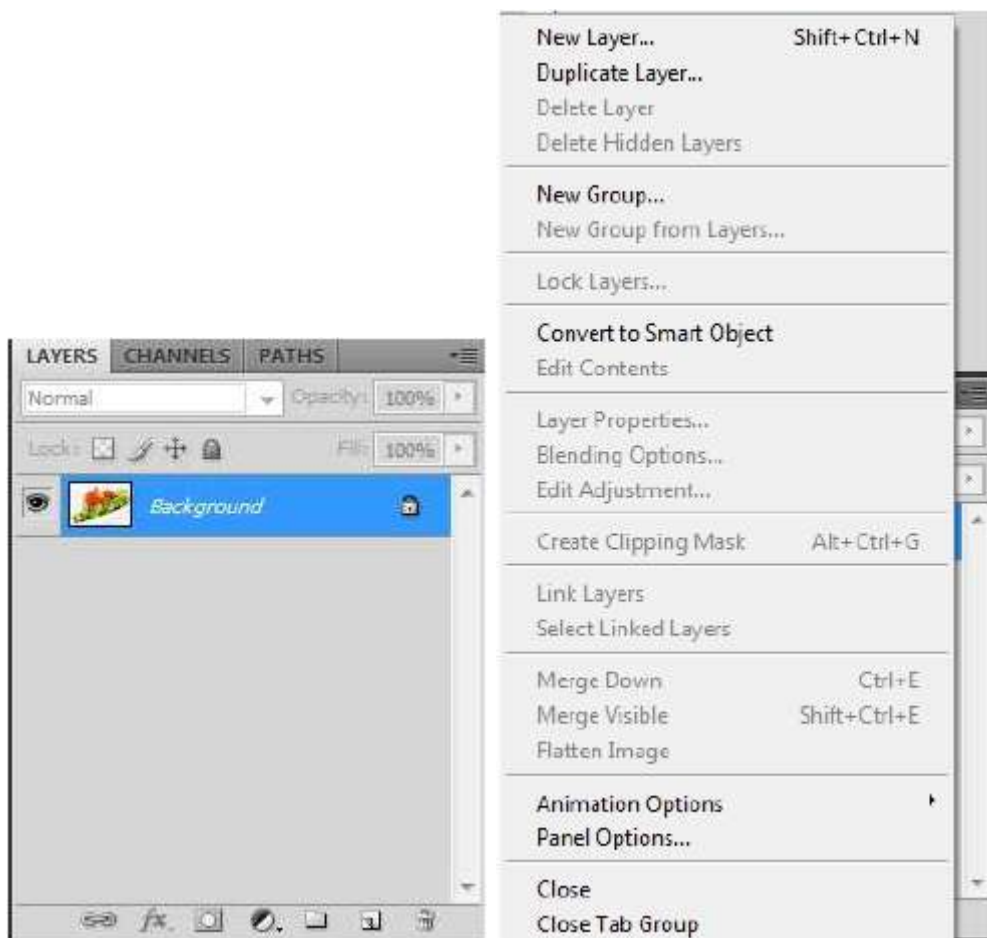 LAYERS CHANNELS PATHS
Normal Opacity: 100%
Lock: Fill: 100%
Background
New Layer... Shift+Ctrl+N
Duplicate Layer...
Delete Layer
Delete Hidden Layers
New Group...
New Group from Layers...
Lock Layers...
Convert to Smart Object
Edit Contents
Layer Properties...
Blending Options...
Edit Adjustment...
Create Clipping Mask Alt+Ctrl+G
Link Layers
Select Linked Layers
Merge Down Ctrl+E
Merge Visible Shift+Ctrl+E
Flatten Image
Animation Options
Panel Options...
Close
Close Tab Group